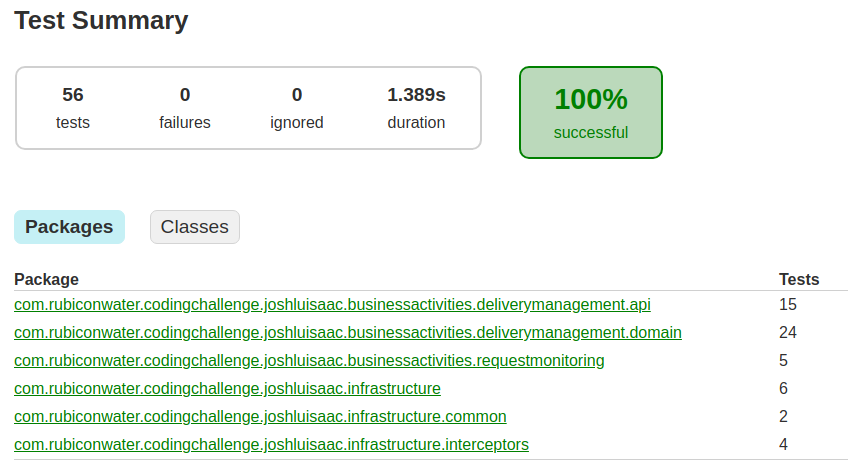 Test Summary
56 0 0 1.389s
tests failures ignored duration
100%
successful
Packages Classes
Package Tests
com.rubiconwater.codingchallenge.joshluisaac.businessactivities.deliverymanagement.api 15
com.rubiconwater.codingchallenge.joshluisaac.businessactivities.deliverymanagement.domain 24
com.rubiconwater.codingchallenge.joshluisaac.businessactivities.requestmonitoring 5
com.rubiconwater.codingchallenge.joshluisaac.infrastructure 6
com.rubiconwater.codingchallenge.joshluisaac.infrastructure.common 2
com.rubiconwater.codingchallenge.joshluisaac.infrastructure.interceptors 4